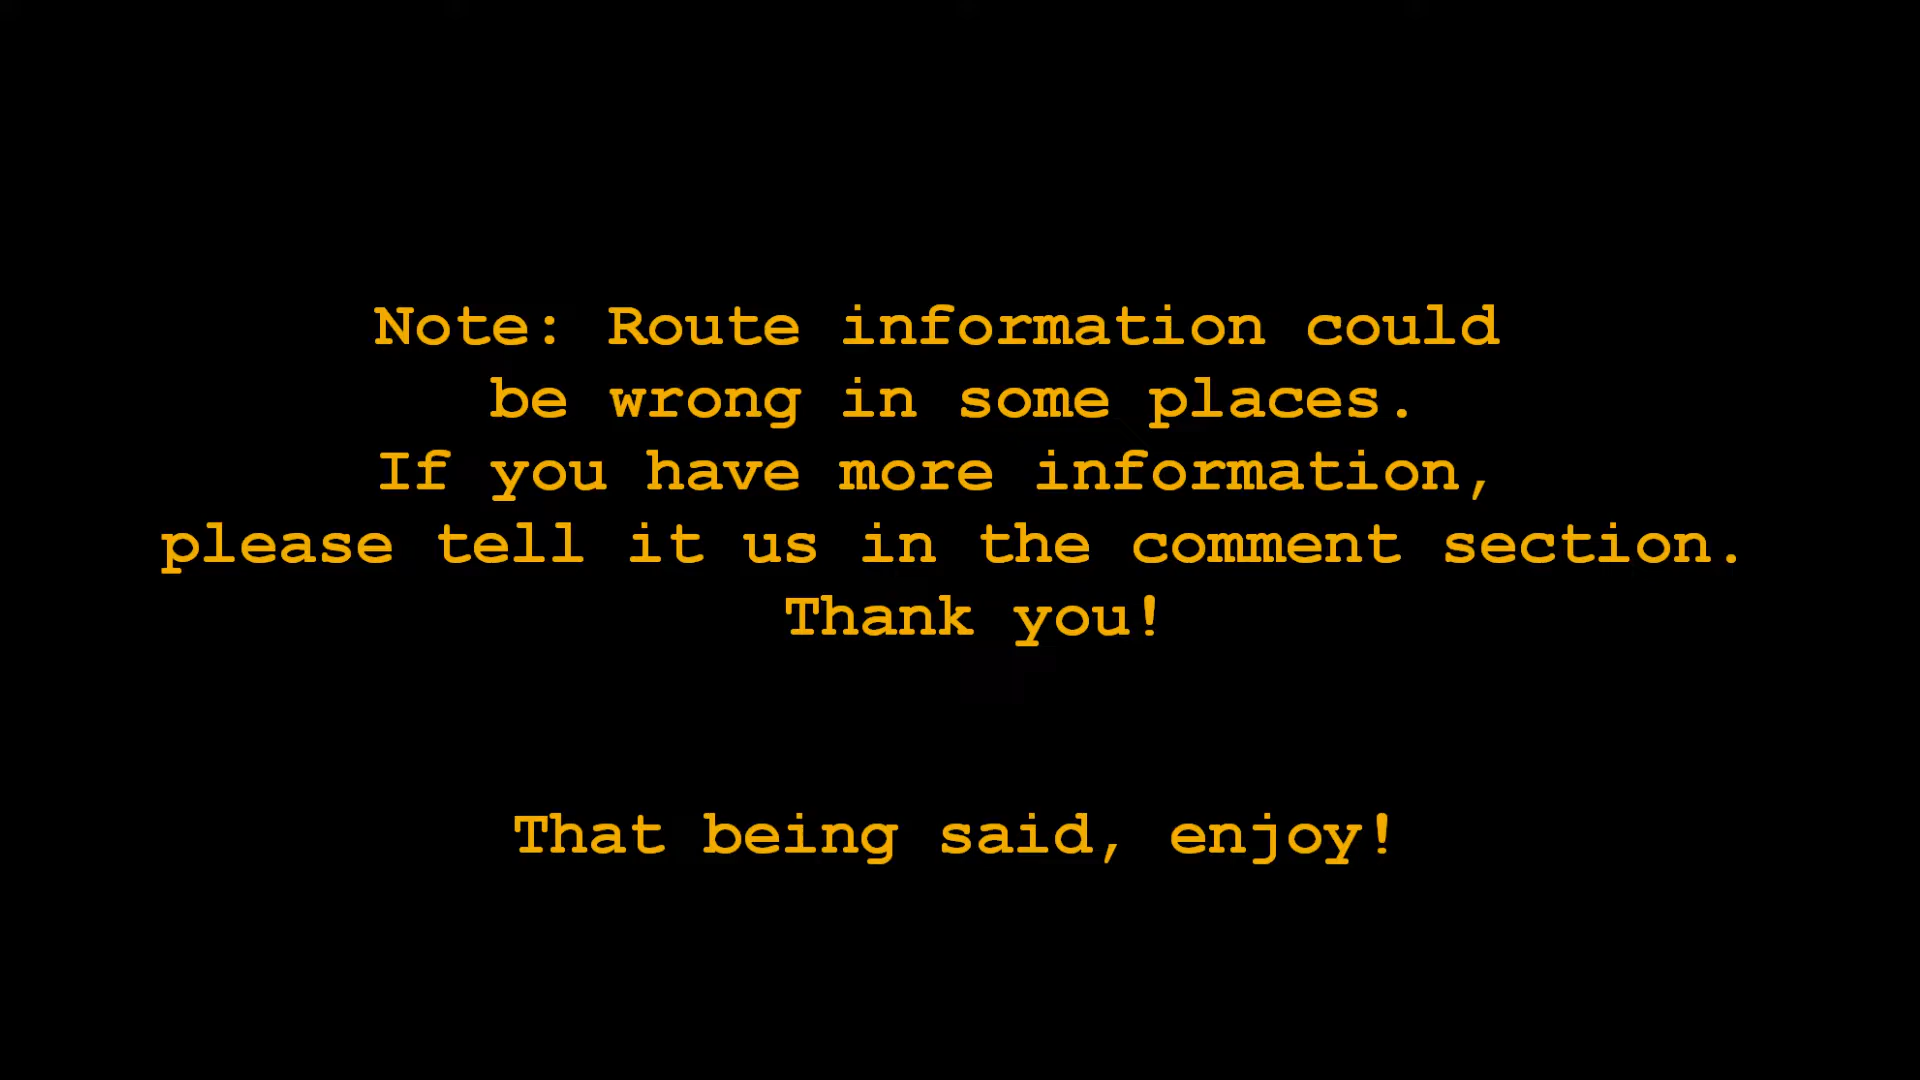 Note: Route information could
be wrong in some places.
If you have more information,
please tell it us in the comment section.
Thank you!
That being said, enjoy!